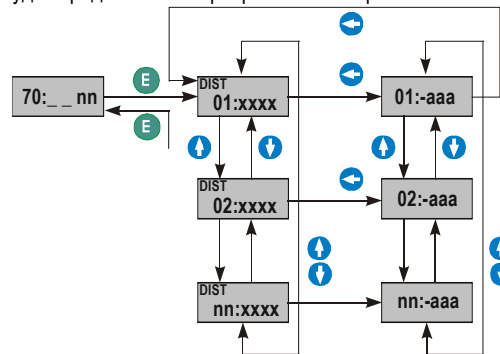 E
DIST
70:_ _ nn
01:xxxx
01:-aaa
E
DIST
02:xxxx
02:-aaa
DIST
nn:xxxx
nn:-aaa